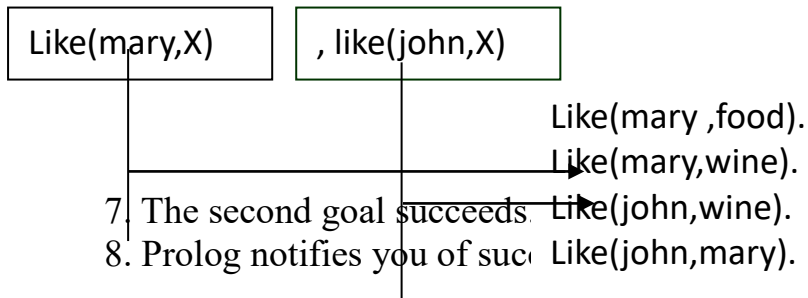 Like(mary,X)
, like(john,X)
Like(mary ,food).
Like(mary,wine).
7. The second goal succeeds.
Like(john,wine).
8. Prolog notifies you of
Like(john,mary).